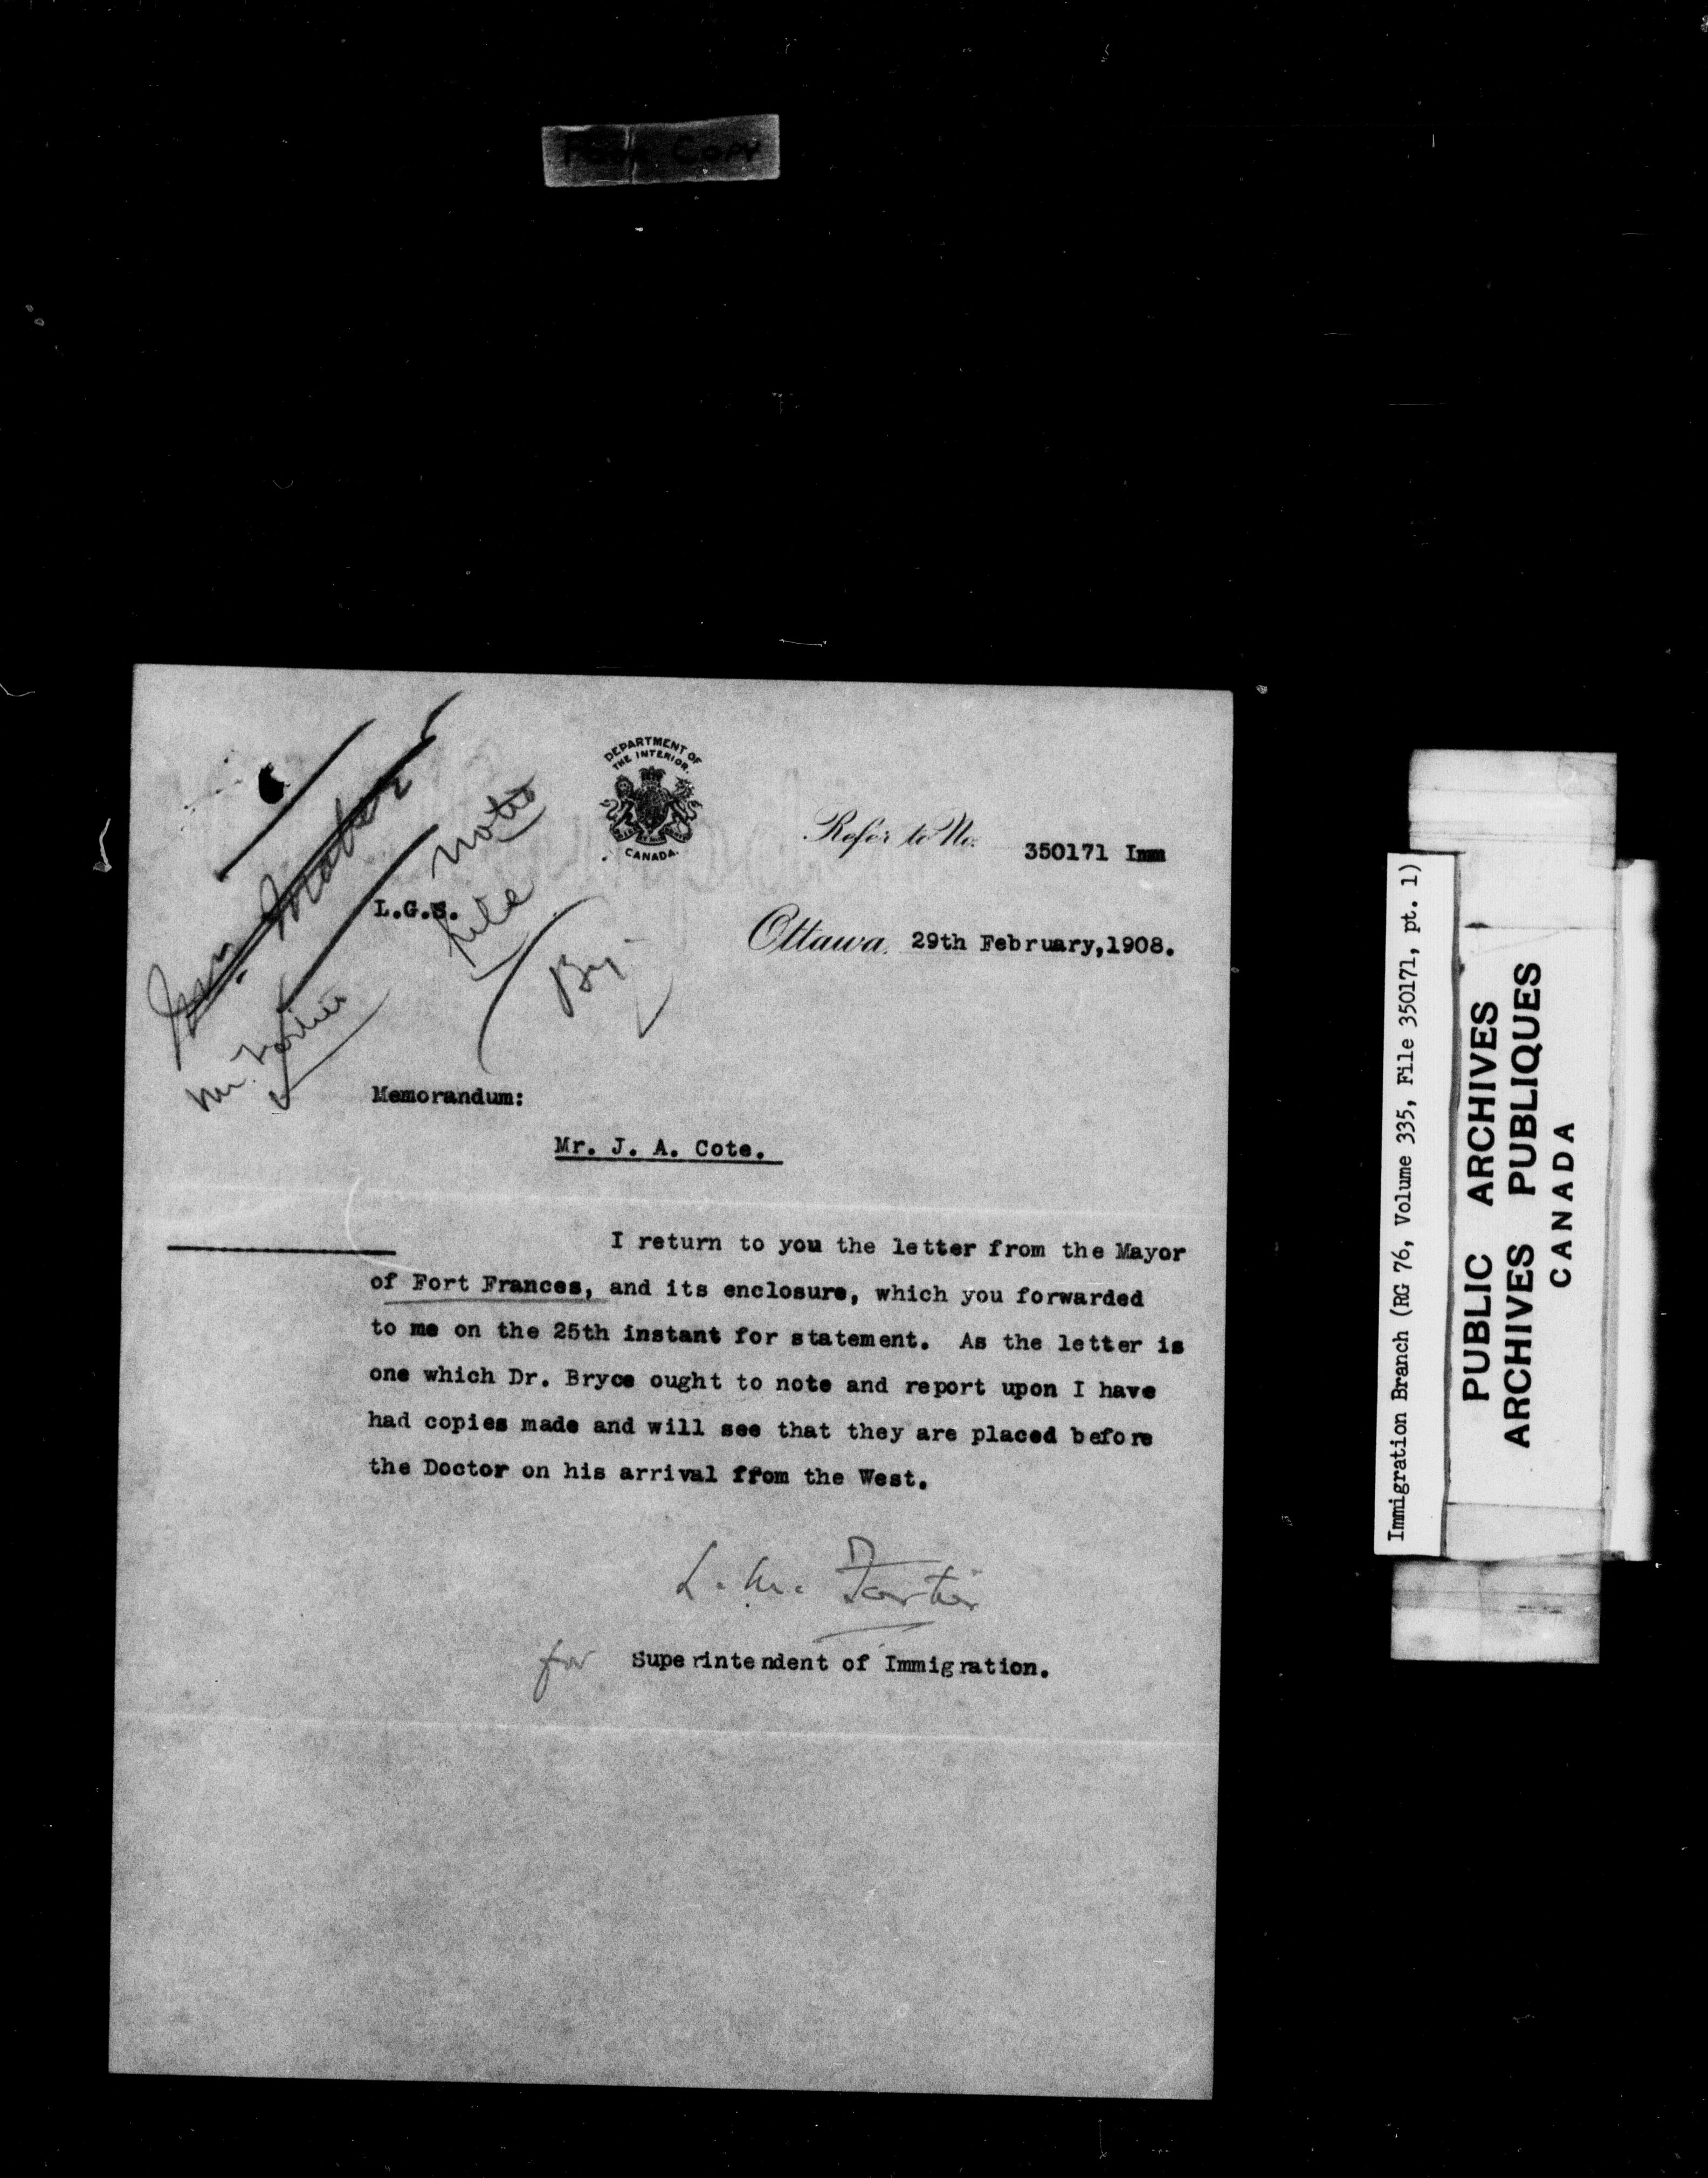 Poor Copy
DEPARTMENT OF
THE INTERIOR.
CANADA.
Refer to No. 350171 Imm
L.G.S.
Noted
file
By
Mr. Fortier
Ottawa, 29th February, 1908.
Memorandum:
Mr. J. A. Cote.
I return to you the letter from the Mayor
of Fort Frances, and its enclosure, which you forwarded
to me on the 25th instant for statement. As the letter is
one which Dr. Bryce ought to note and report upon I have
had copies made and will see that they are placed before
the Doctor on his arrival ffom the West.
L. M. Fortier
for Superintendent of Immigration.
Immigration Branch (RG 76, Volume 335, File 350171, pt. 1)
PUBLIC ARCHIVES
ARCHIVES PUBLIQUES
CANADA